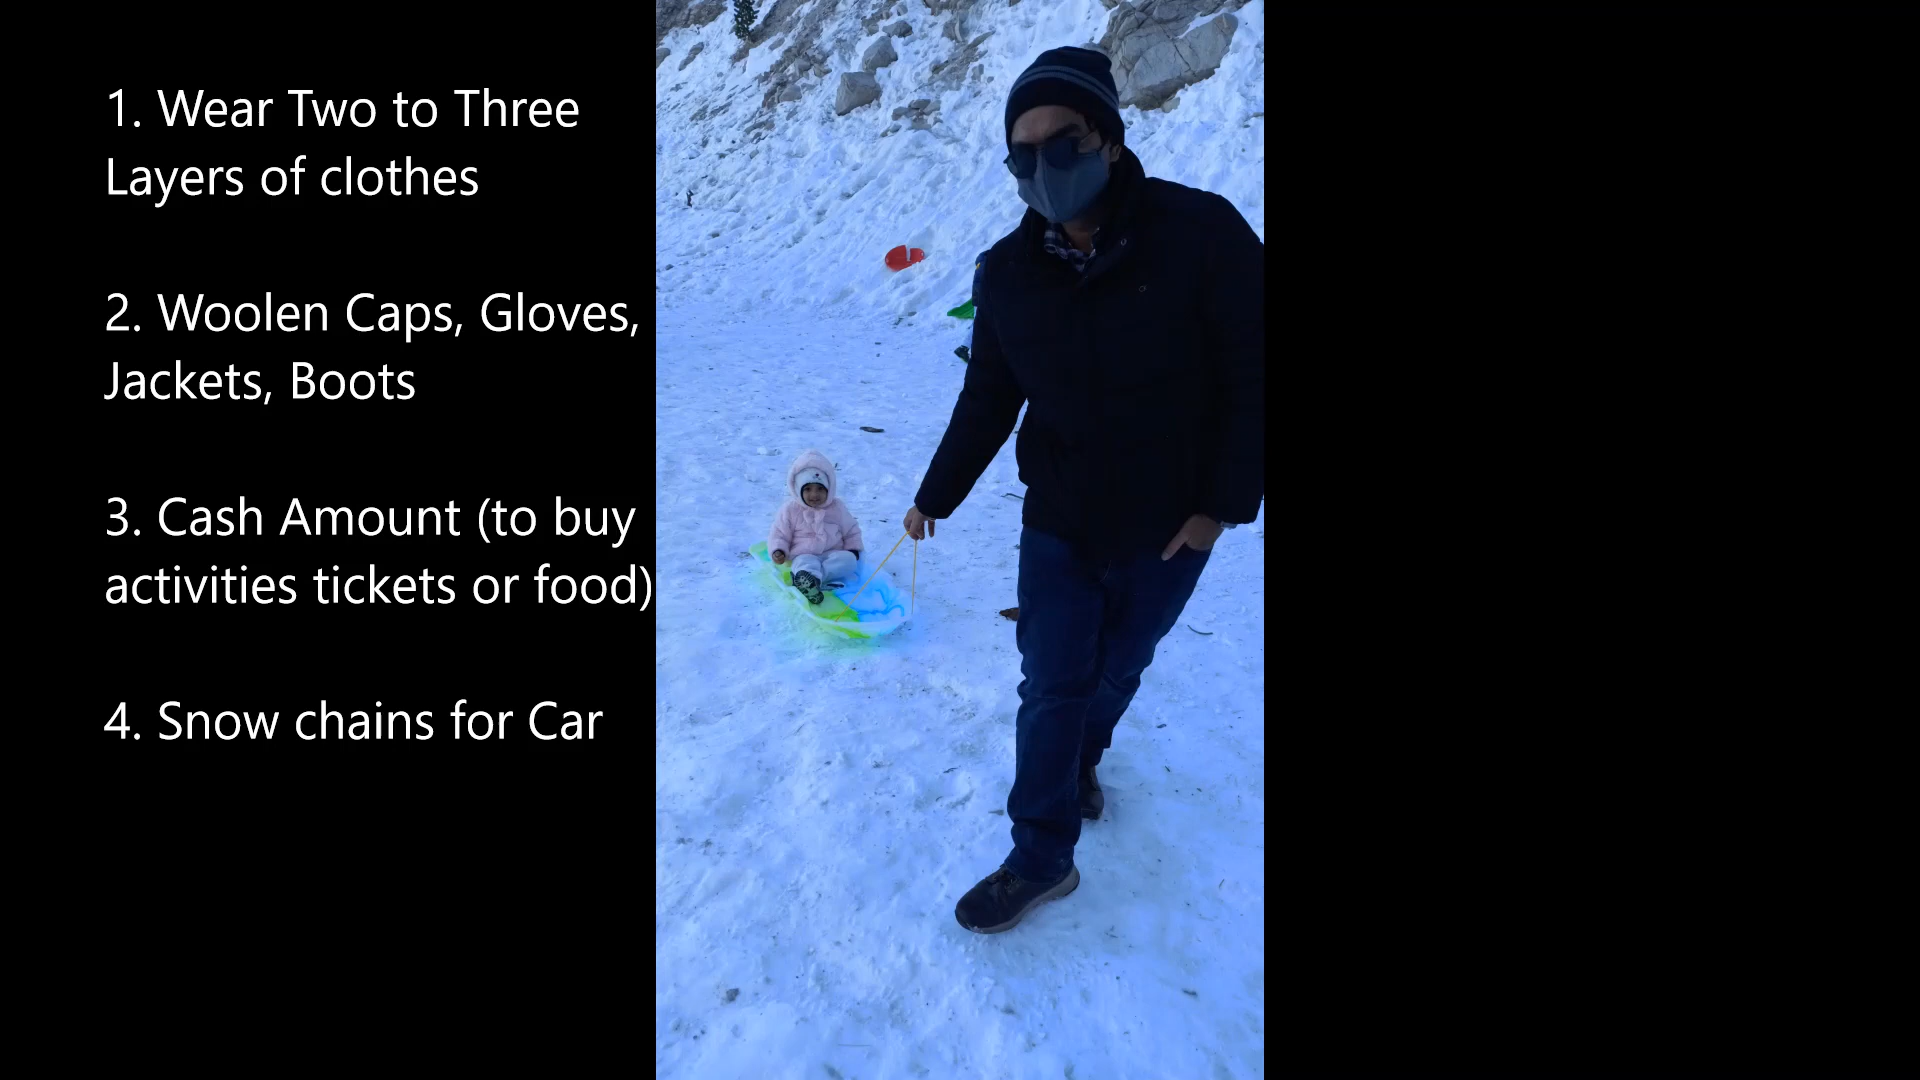 1. Wear Two to Three
Layers of clothes
2. Woolen Caps, Gloves,
Jackets, Boots
3. Cash Amount (to buy
activities tickets or food)
4. Snow chains for Car